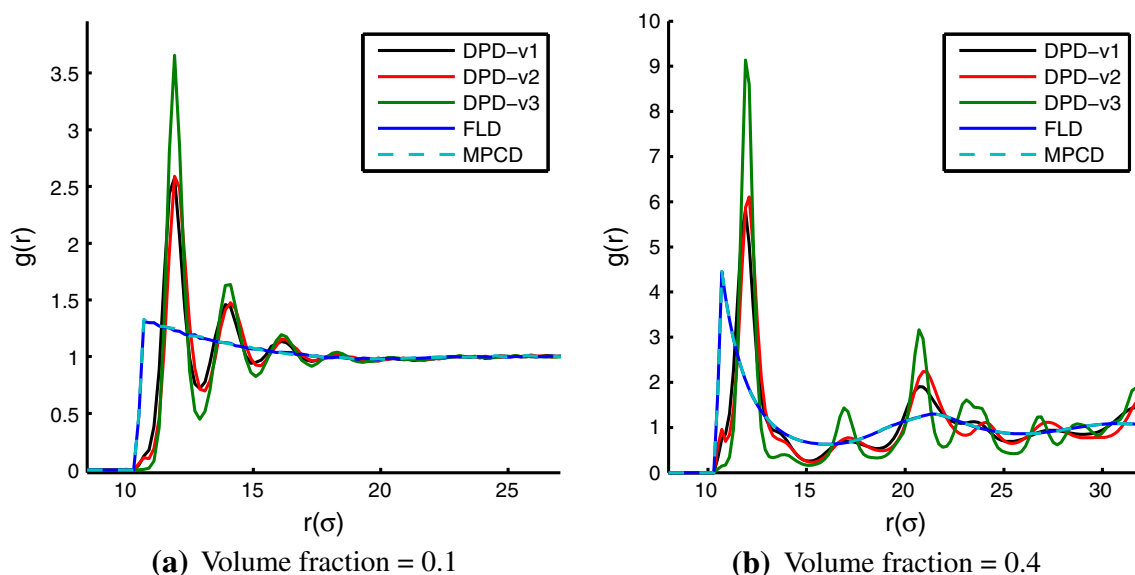 DPD-v1
DPD-v2
DPD-v3
FLD
MPCD
3.5
3
2.5
2
1.5
1
0.5
0
g(r)
10
15
20
25
r(σ)
(a) Volume fraction = 0.1
DPD-v1
DPD-v2
DPD-v3
FLD
MPCD
10
9
8
7
6
5
4
3
2
1
0
g(r)
10
15
20
25
30
r(σ)
(b) Volume fraction = 0.4